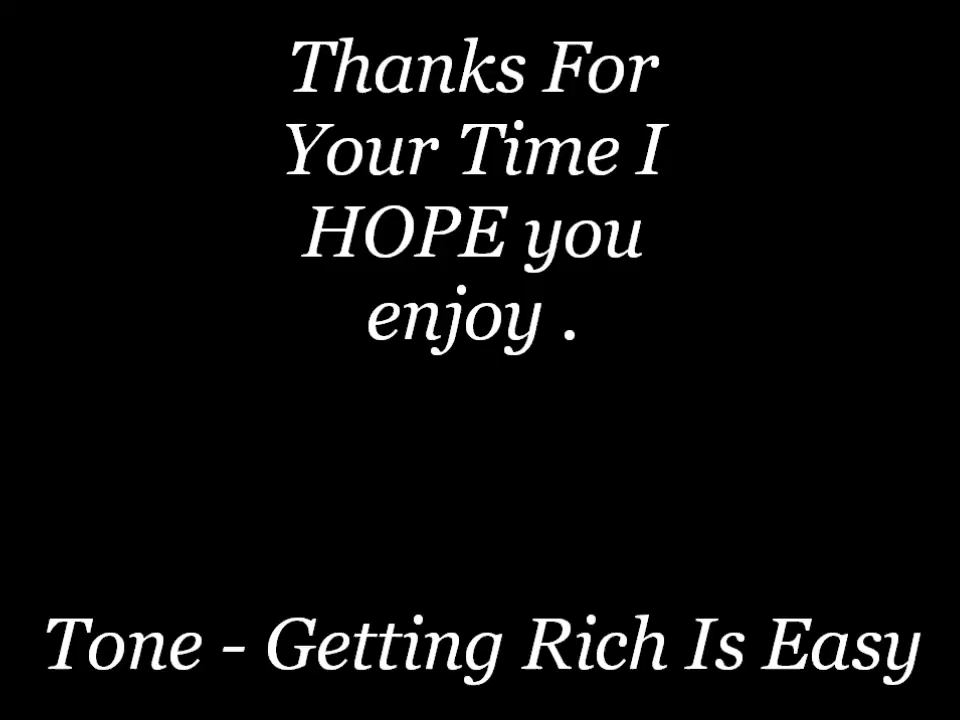 Thanks For
Your Time I
HOPE you
enjoy .
Tone - Getting Rich Is Easy